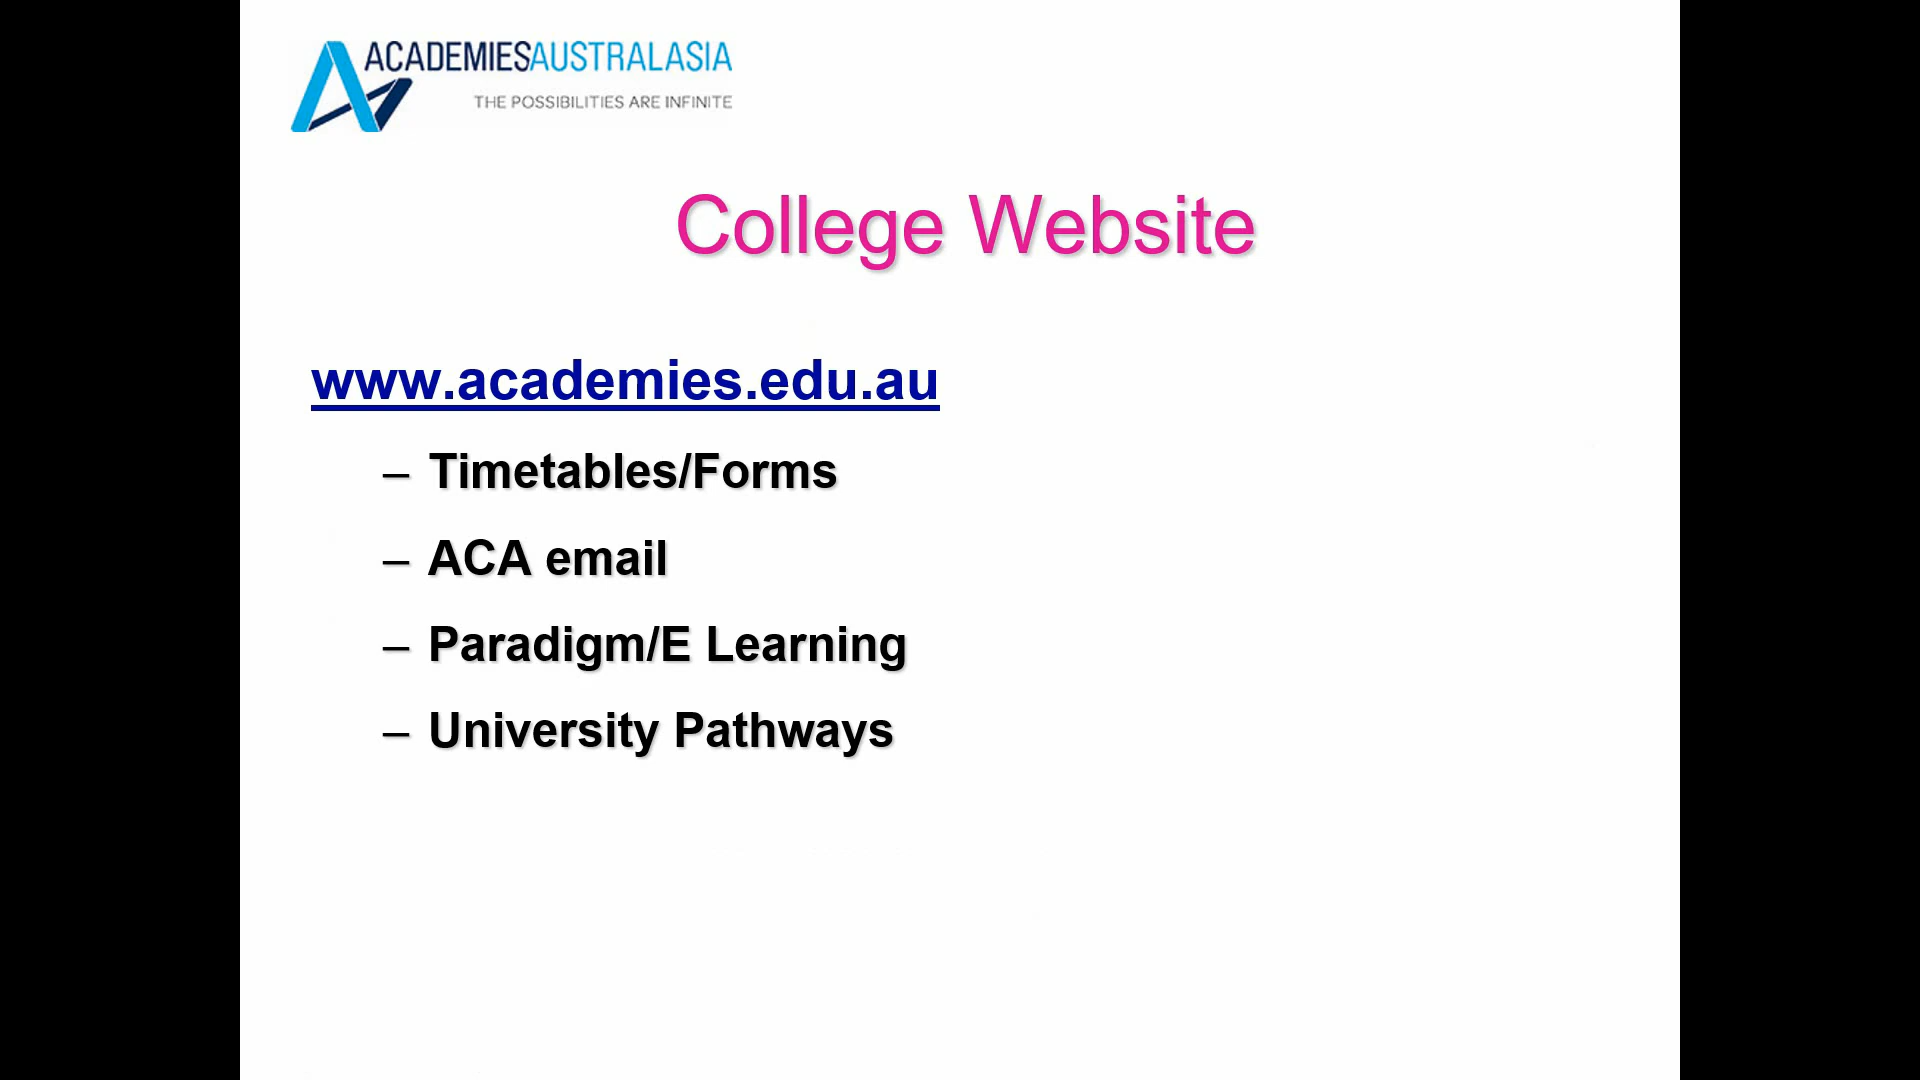 ACADEMIESAUSTRALASIA
THE POSSIBILITIES ARE INFINITE
College Website
www.academies.edu.au
– Timetables/Forms
– ACA email
– Paradigm/E Learning
– University Pathways